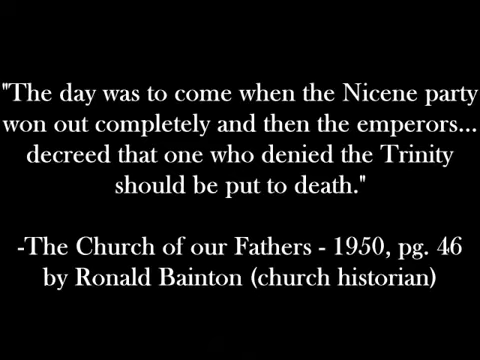 "The day was to come when the Nicene party
won out completely and then the emperors...
decreed that one who denied the Trinity
should be put to death."
-The Church of our Fathers - 1950, pg. 46
by Ronald Bainton (church historian)